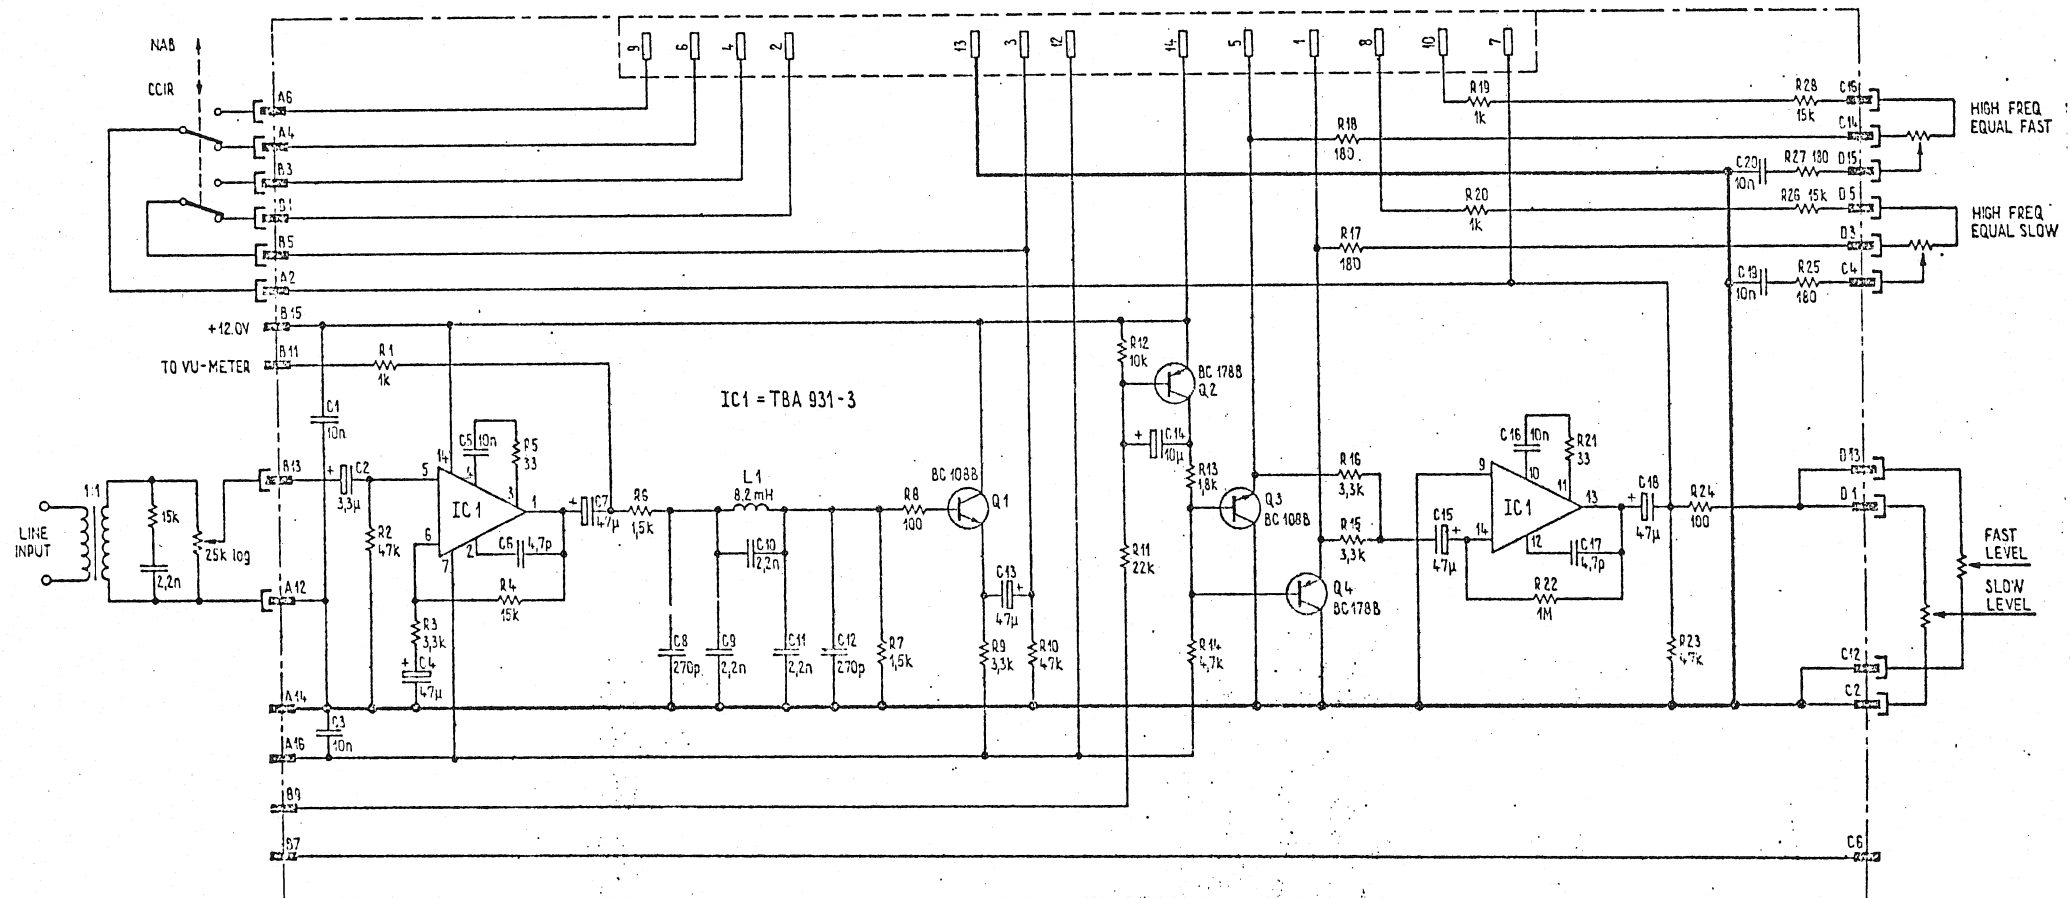 9 6 4 2 13 3 12 14 5 1 8 10 7
NAB
CCIR
A6
A4
B3
B1
B5
A2
B15
+12.0V
B11
TO VU-METER
R1
1k
IC1 = TBA 931-3
C1
10n
B13
C2
3,3µ
R2
47k
1:1
LINE
INPUT
15k
2,2n
25k log
A12
A14
C3
10n
A16
B9
B7
14
5
6
7
2
4
3
1
IC1
C5 10n
R5
33
C6 4,7p
R4
15k
R3
3,3k
C4
47µ
C7
47µ
R6
1,5k
L1
8,2 mH
C10
2,2n
C8
270p
C9
2,2n
C11
2,2n
C12
270p
R7
1,5k
R8
100
BC108B
Q1
C13
47µ
R9
3,3k
R10
47k
R12
10k
BC 178B
Q2
C14
10µ
R13
1,8k
R11
22k
R14
4,7k
Q3
BC108B
Q4
BC178B
R16
3,3k
R15
3,3k
C15
47µ
9
14
10
11
12
13
IC1
C16 10n
R21
33
C17
4,7p
R22
1M
C18
47µ
R24
100
R23
47k
R19
1k
R18
180
R20
1k
R17
180
R28
15k
C16
C14
C20
10n
R27 180
D15
R26 15k
D5
D3
C19
10n
R25
180
C4
HIGH FREQ
EQUAL FAST
HIGH FREQ
EQUAL SLOW
D13
D1
FAST
LEVEL
SLOW
LEVEL
C12
C2
C6